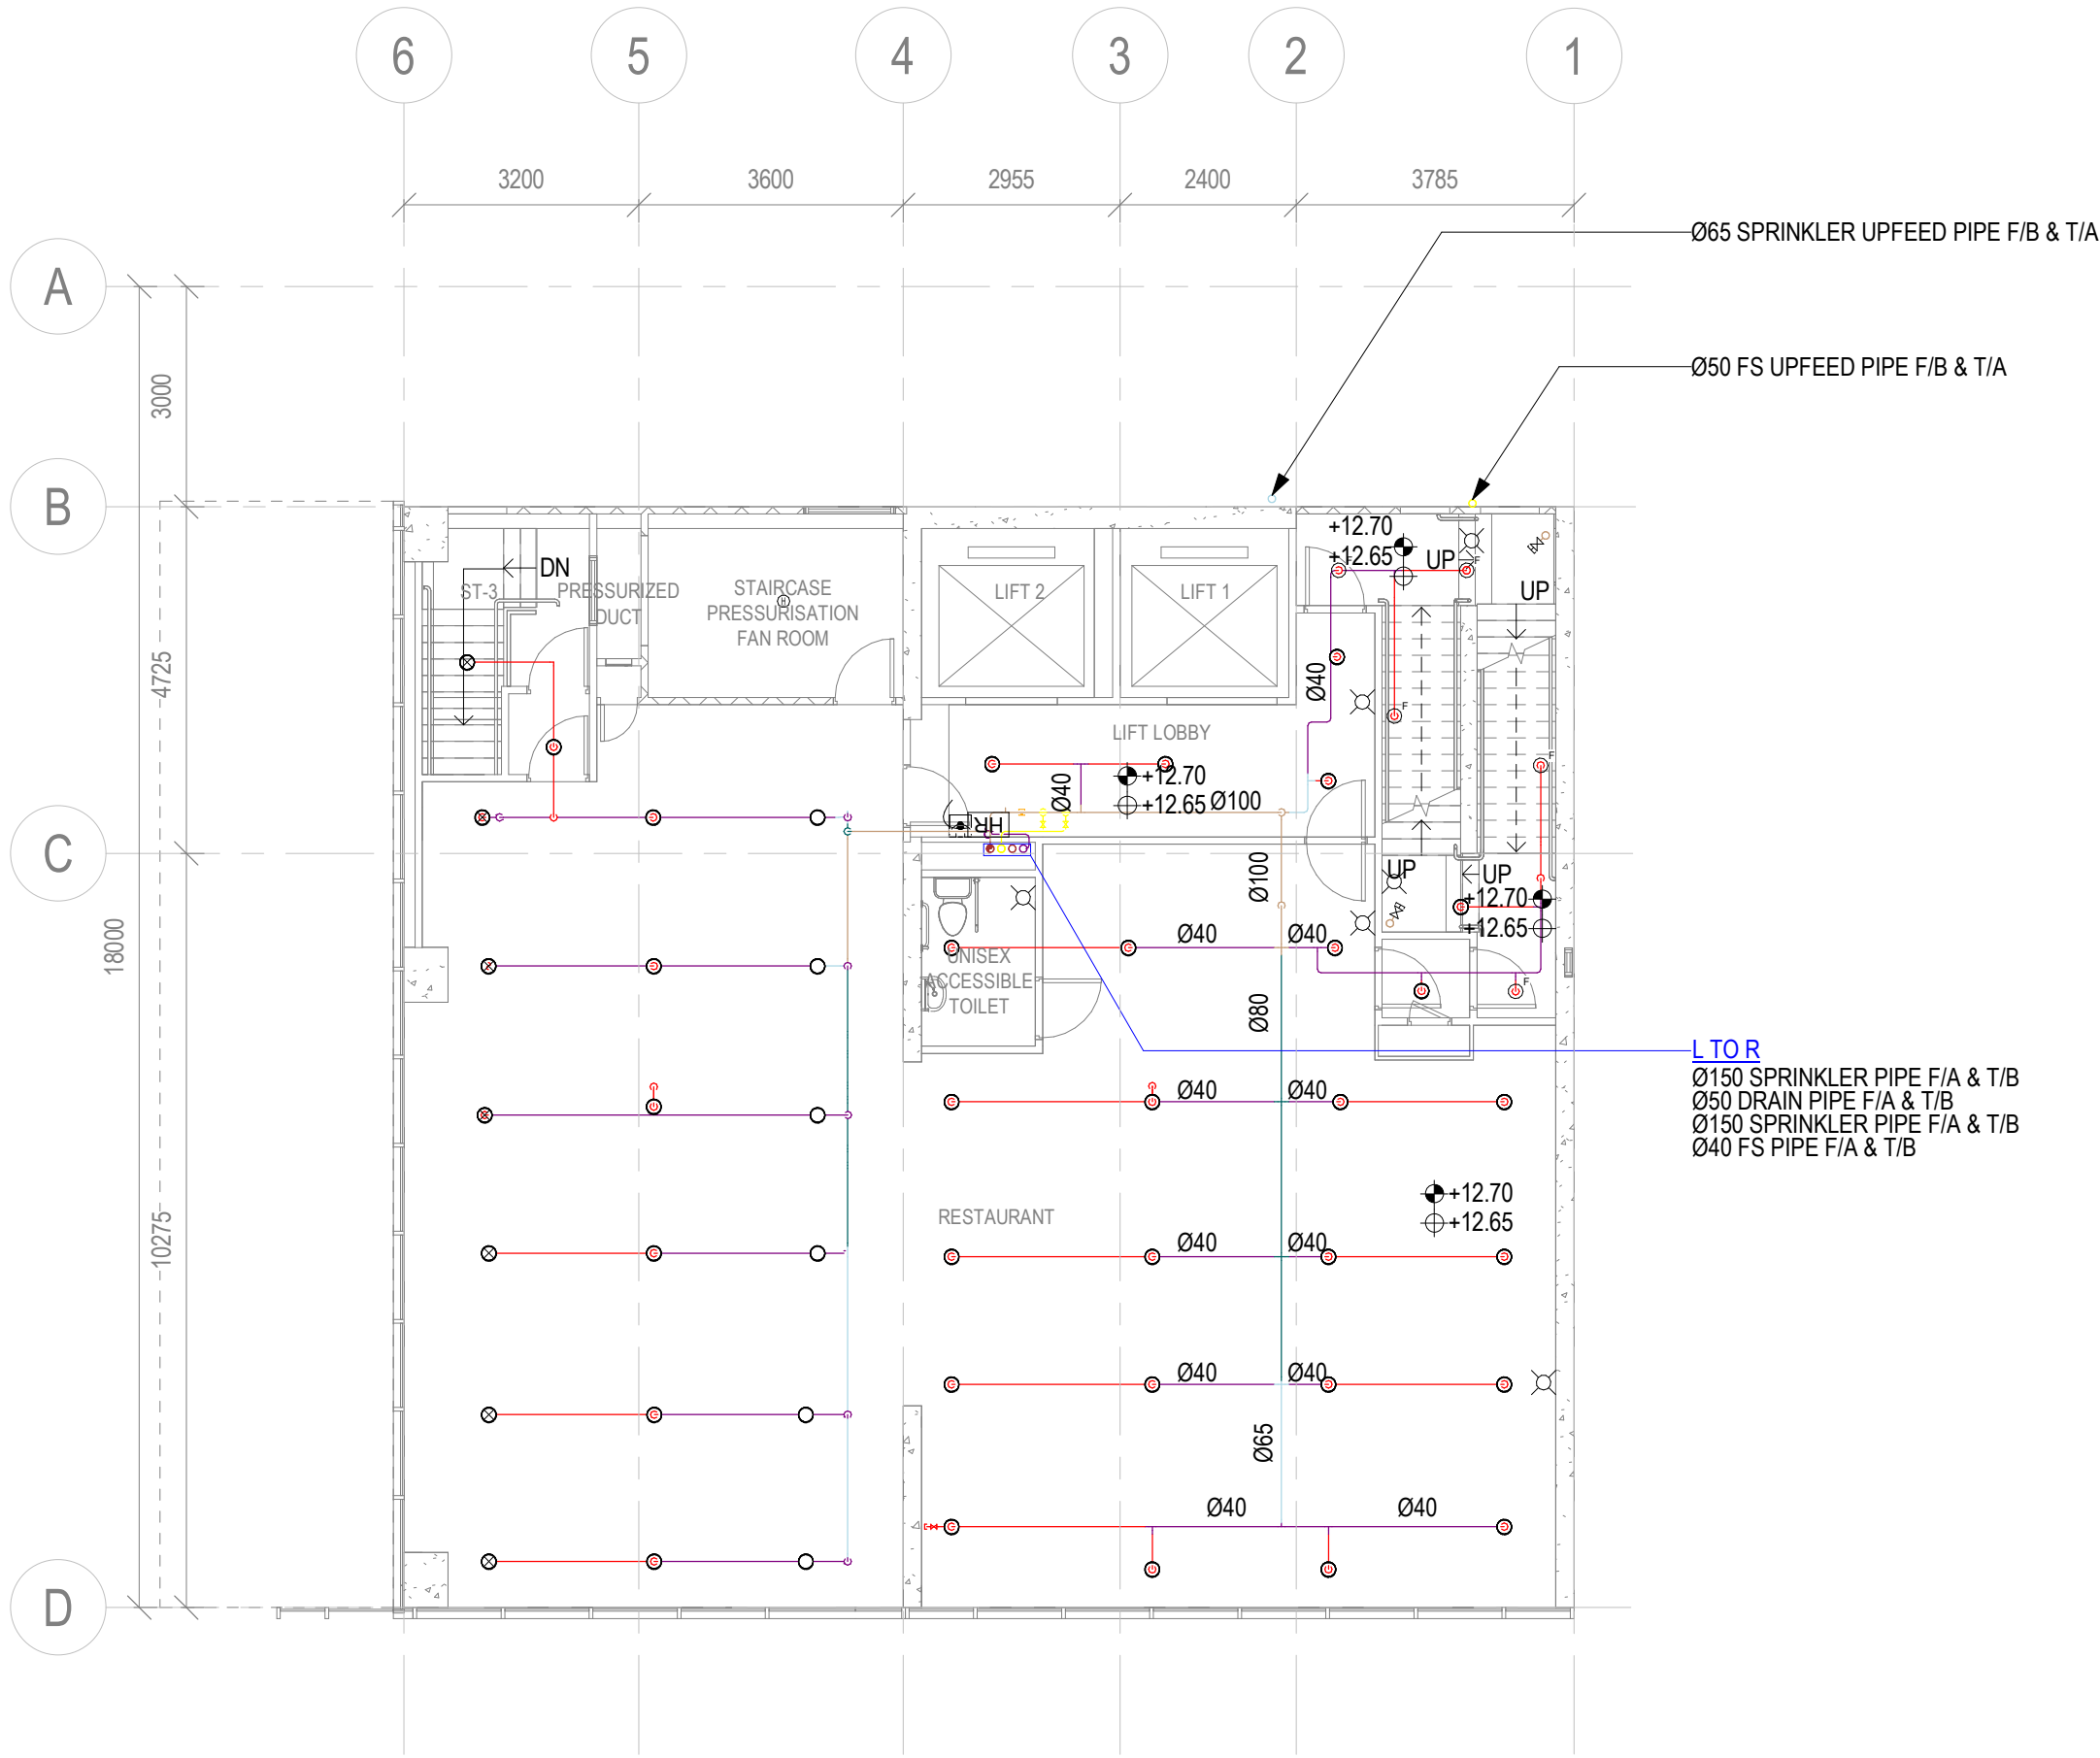 6
5
4
3
2
1
3200
3600
2955
2400
3785
Ø65 SPRINKLER UPFEED PIPE F/B & T/A
A
Ø50 FS UPFEED PIPE F/B & T/A
3000
B
+12.70
+12.65
UP
F
F
DN
ST-3
PRESSURIZED
DUCT
STAIRCASE
PRESSURISATION
FAN ROOM
H
LIFT 2
LIFT 1
UP
4725
Ø40
F
LIFT LOBBY
F
Ø40
+12.70
+12.65
Ø100
HR
C
Ø100
UP
UP
+12.70
+12.65
18000
Ø40
Ø40
UNISEX
ACCESSIBLE
TOILET
F
Ø80
L TO R
Ø150 SPRINKLER PIPE F/A & T/B
Ø50 DRAIN PIPE F/A & T/B
Ø150 SPRINKLER PIPE F/A & T/B
Ø40 FS PIPE F/A & T/B
Ø40
Ø40
10275
RESTAURANT
+12.70
+12.65
Ø40
Ø40
Ø40
Ø40
Ø65
Ø40
Ø40
D